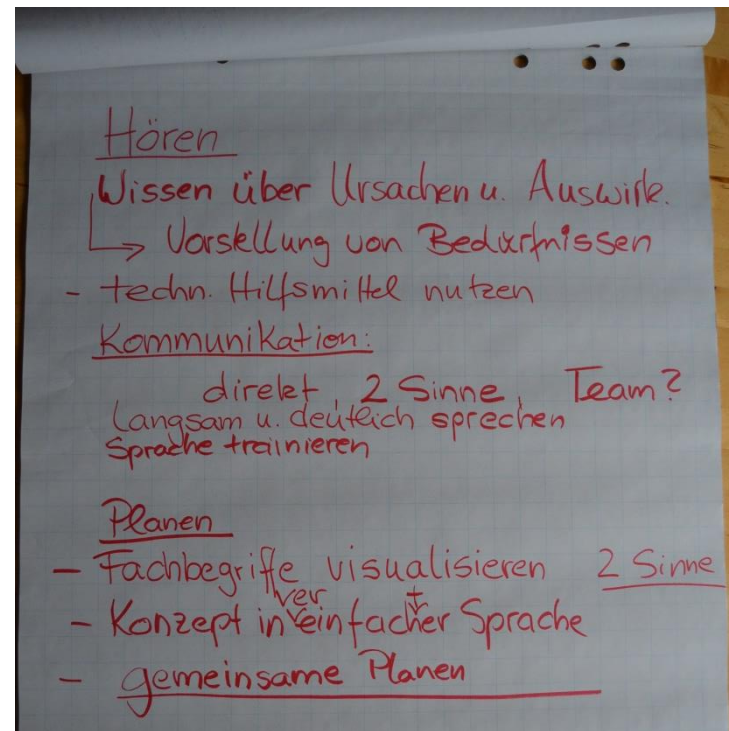 Hören
Wissen über Ursachen u. Auswirk.
↳ Vorstellung von Bedürfnissen
- techn. Hilfsmittel nutzen
Kommunikation:
direkt, 2 Sinne, Team?
Langsam u. deutlich sprechen
Sprache trainieren
Planen
- Fachbegriffe visualisieren 2 Sinne
- Konzept in vereinfachter Sprache
- gemeinsame Planen